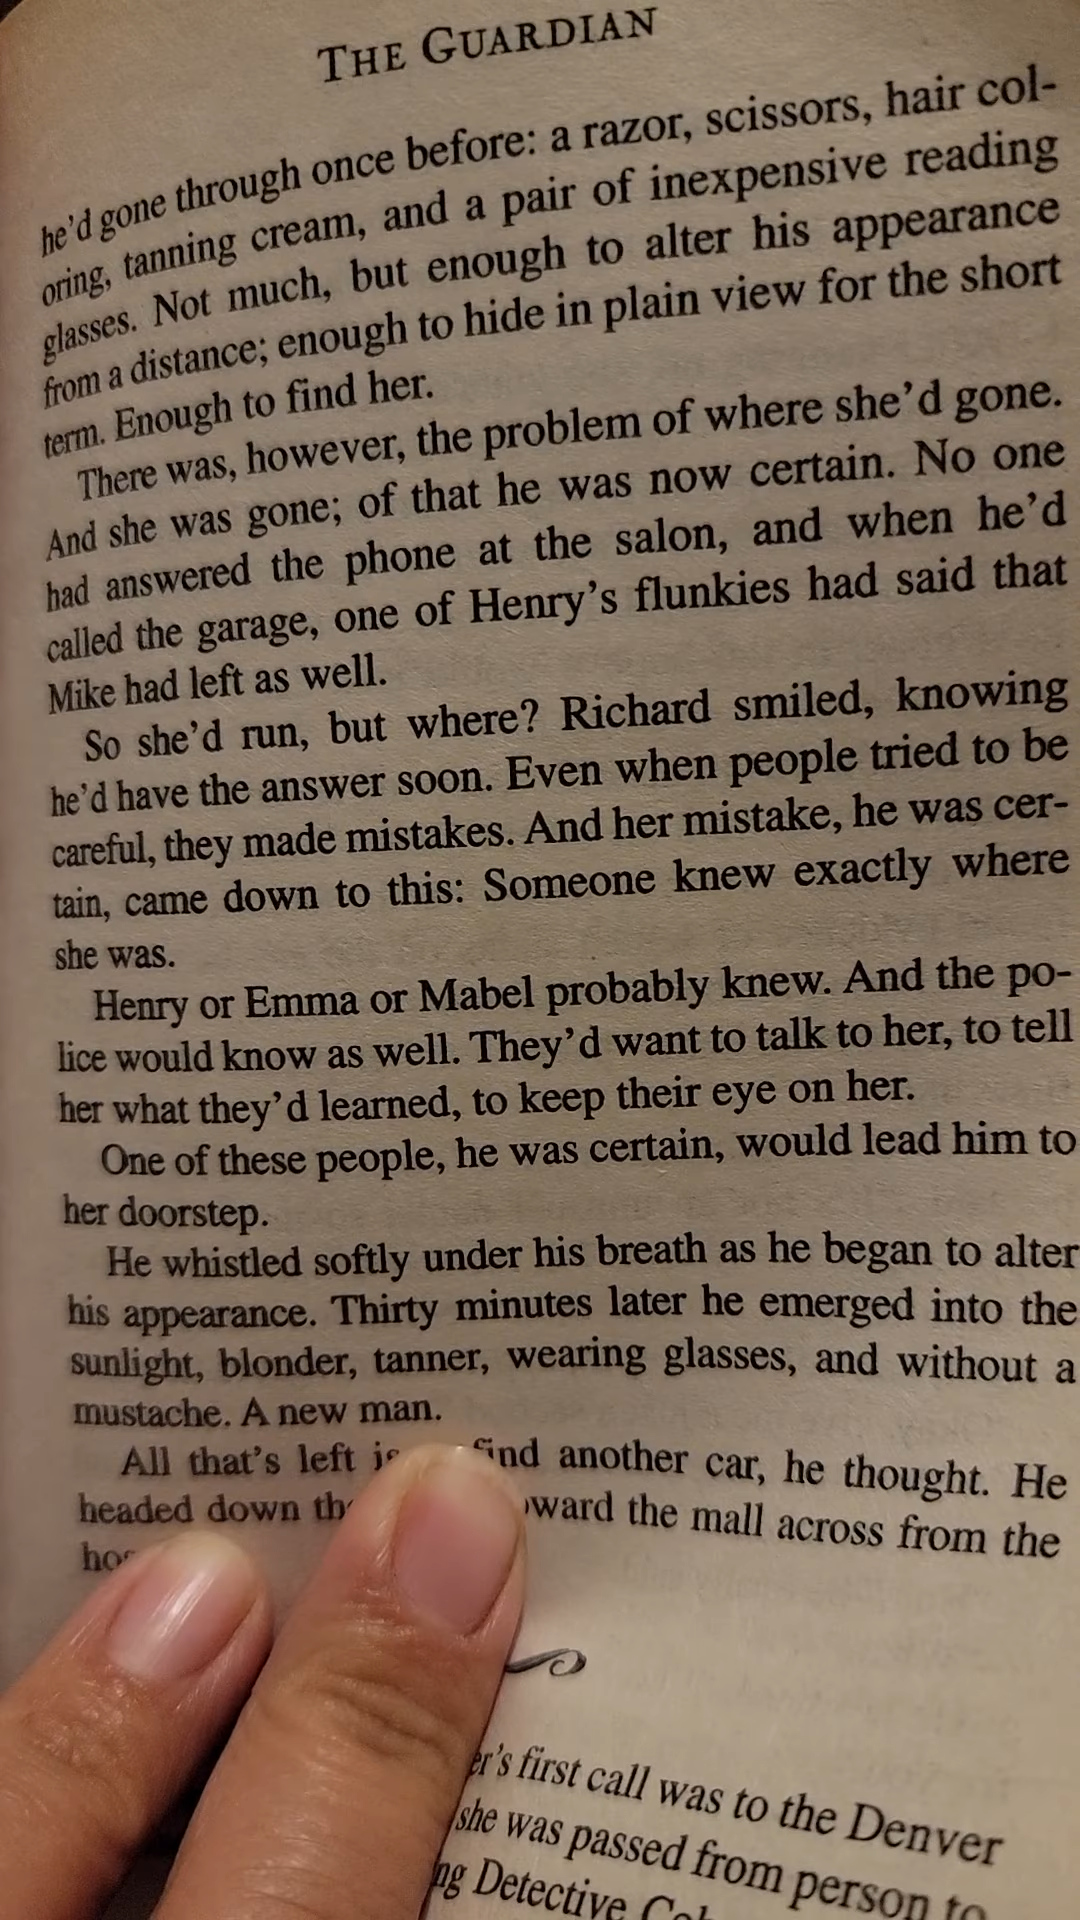 THE GUARDIAN
he'd gone through once before: a razor, scissors, hair col-
oring, tanning cream, and a pair of inexpensive reading
glasses. Not much, but enough to alter his appearance
from a distance; enough to hide in plain view for the short
term. Enough to find her.
There was, however, the problem of where she'd gone.
And she was gone; of that he was now certain. No one
had answered the phone at the salon, and when he'd
called the garage, one of Henry's flunkies had said that
Mike had left as well.
So she'd run, but where? Richard smiled, knowing
he'd have the answer soon. Even when people tried to be
careful, they made mistakes. And her mistake, he was cer-
tain, came down to this: Someone knew exactly where
she was.
Henry or Emma or Mabel probably knew. And the po-
lice would know as well. They'd want to talk to her, to tell
her what they'd learned, to keep their eye on her.
One of these people, he was certain, would lead him to
her doorstep.
He whistled softly under his breath as he began to alter
his appearance. Thirty minutes later he emerged into the
sunlight, blonder, tanner, wearing glasses, and without a
mustache. A new man.
All that's left is find another car, he thought. He
headed down the toward the mall across from the
first call was to the Denver
she was passed from person to
Detective